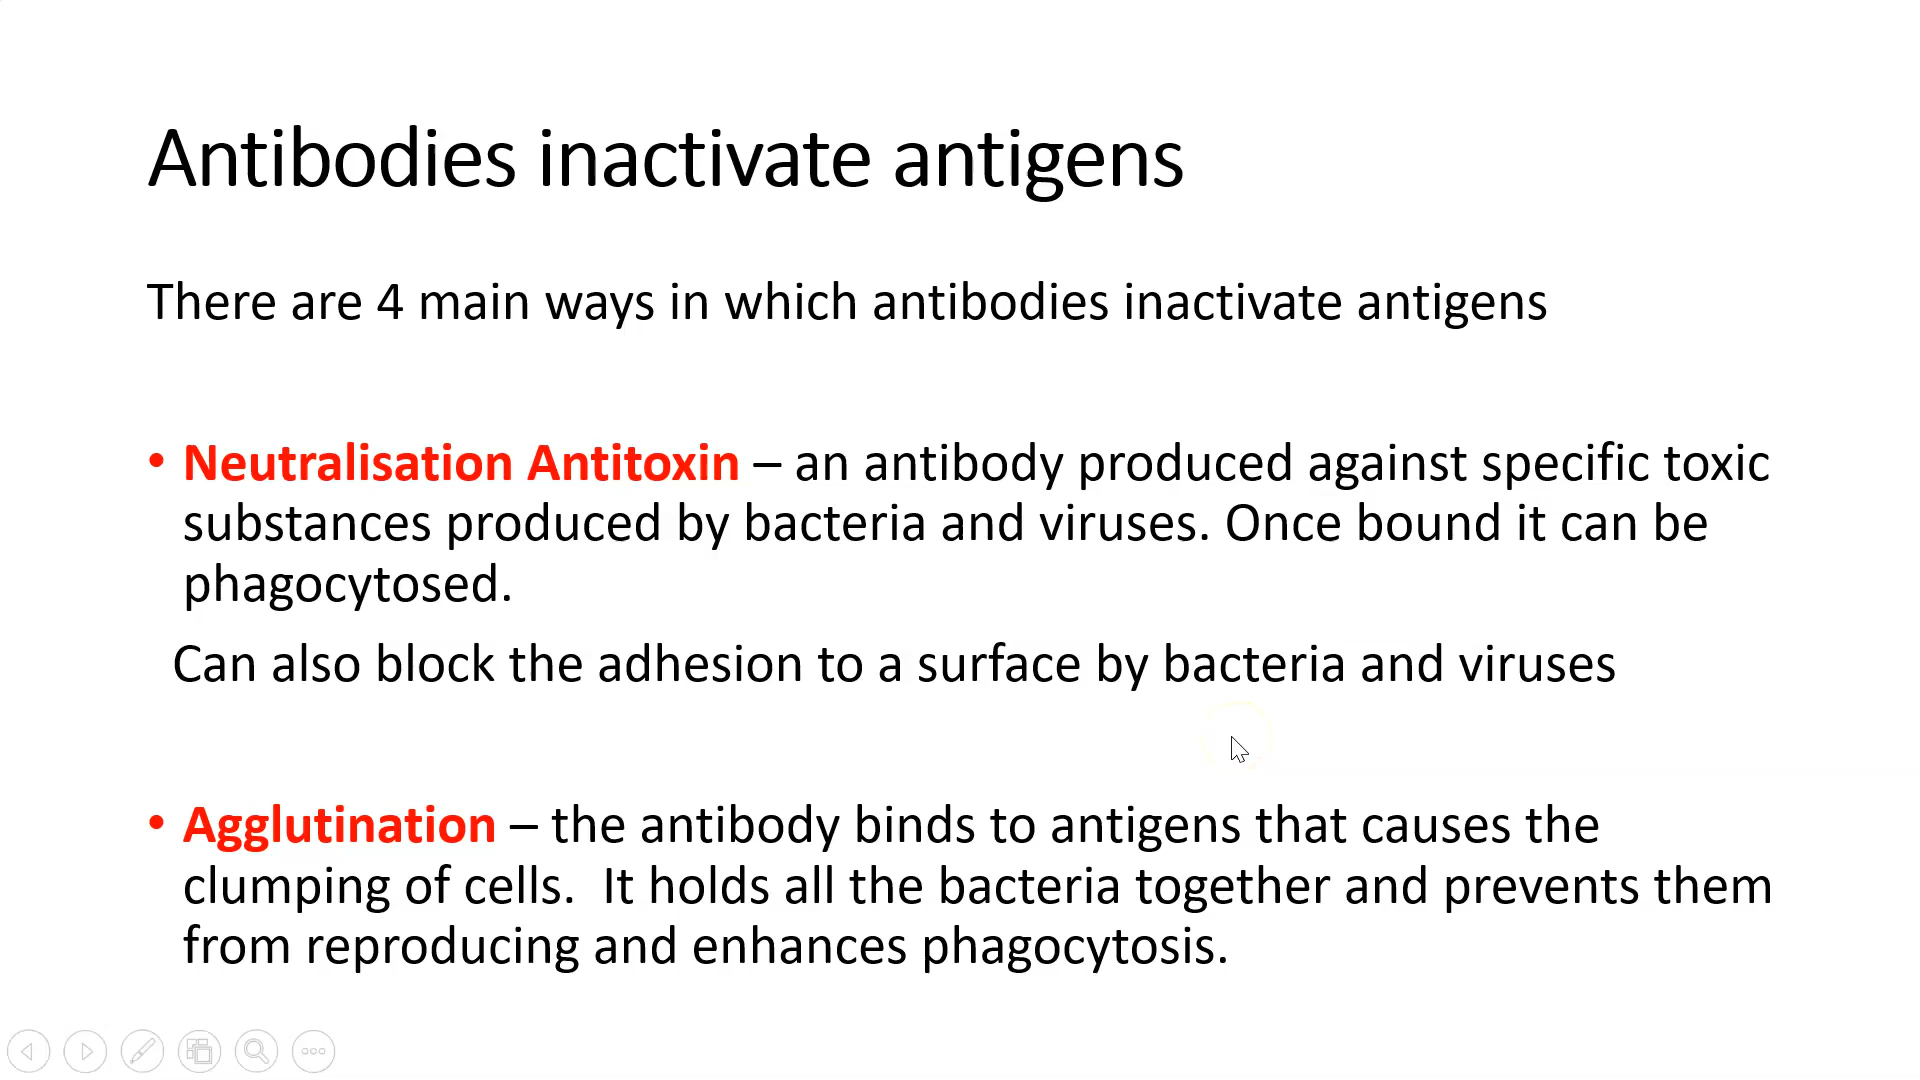 Antibodies inactivate antigens
There are 4 main ways in which antibodies inactivate antigens
• Neutralisation Antitoxin – an antibody produced against specific toxic
substances produced by bacteria and viruses. Once bound it can be
phagocytosed.
Can also block the adhesion to a surface by bacteria and viruses
• Agglutination – the antibody binds to antigens that causes the
clumping of cells.  It holds all the bacteria together and prevents them
from reproducing and enhances phagocytosis.